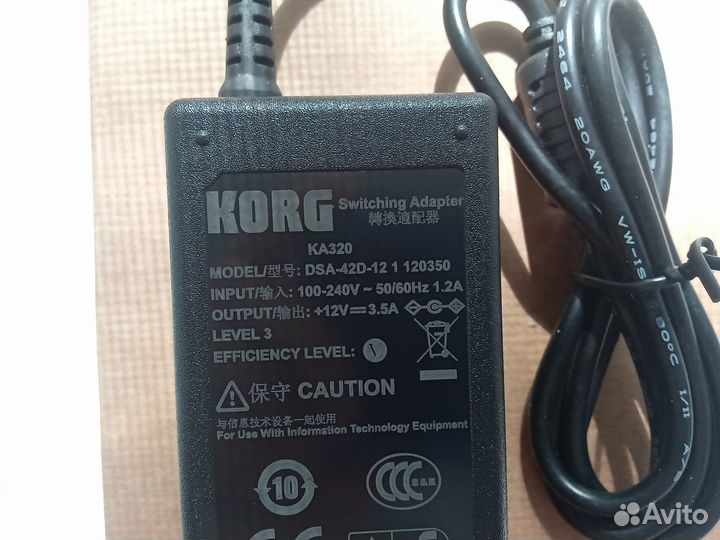 KORG Switching Adapter
轉換适配器
KA320
MODEL/型号: DSA-42D-12 1 120350
INPUT/输入: 100-240V ~ 50/60Hz 1.2A
OUTPUT/输出: +12V⎓3.5A
LEVEL 3
EFFICIENCY LEVEL: V
保守 CAUTION
与信息技术设备一起使用
For Use With Information Technology Equipment
10
CCC
S&E
20AWG VW-1
80°C
Avito